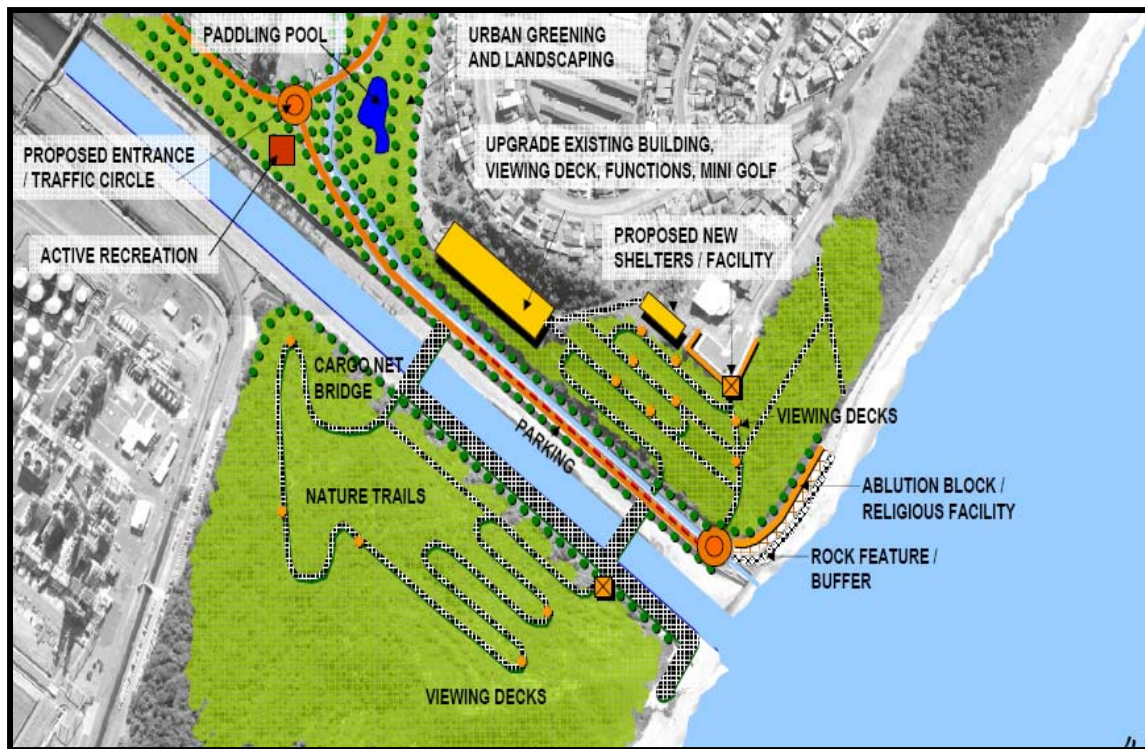 PADDLING POOL
URBAN GREENING
AND LANDSCAPING
PROPOSED ENTRANCE
/ TRAFFIC CIRCLE
UPGRADE EXISTING BUILDING,
VIEWING DECK, FUNCTIONS, MINI GOLF
ACTIVE RECREATION
PROPOSED NEW
SHELTERS / FACILITY
CARGO NET
BRIDGE
PARKING
VIEWING DECKS
NATURE TRAILS
ABLUTION BLOCK /
RELIGIOUS FACILITY
ROCK FEATURE /
BUFFER
VIEWING DECKS